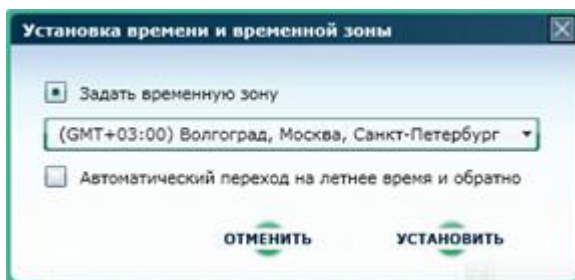 Установка времени и временной зоны
Задать временную зону
(GMT+03:00) Волгоград, Москва, Санкт-Петербург
Автоматический переход на летнее время и обратно
ОТМЕНИТЬ УСТАНОВИТЬ